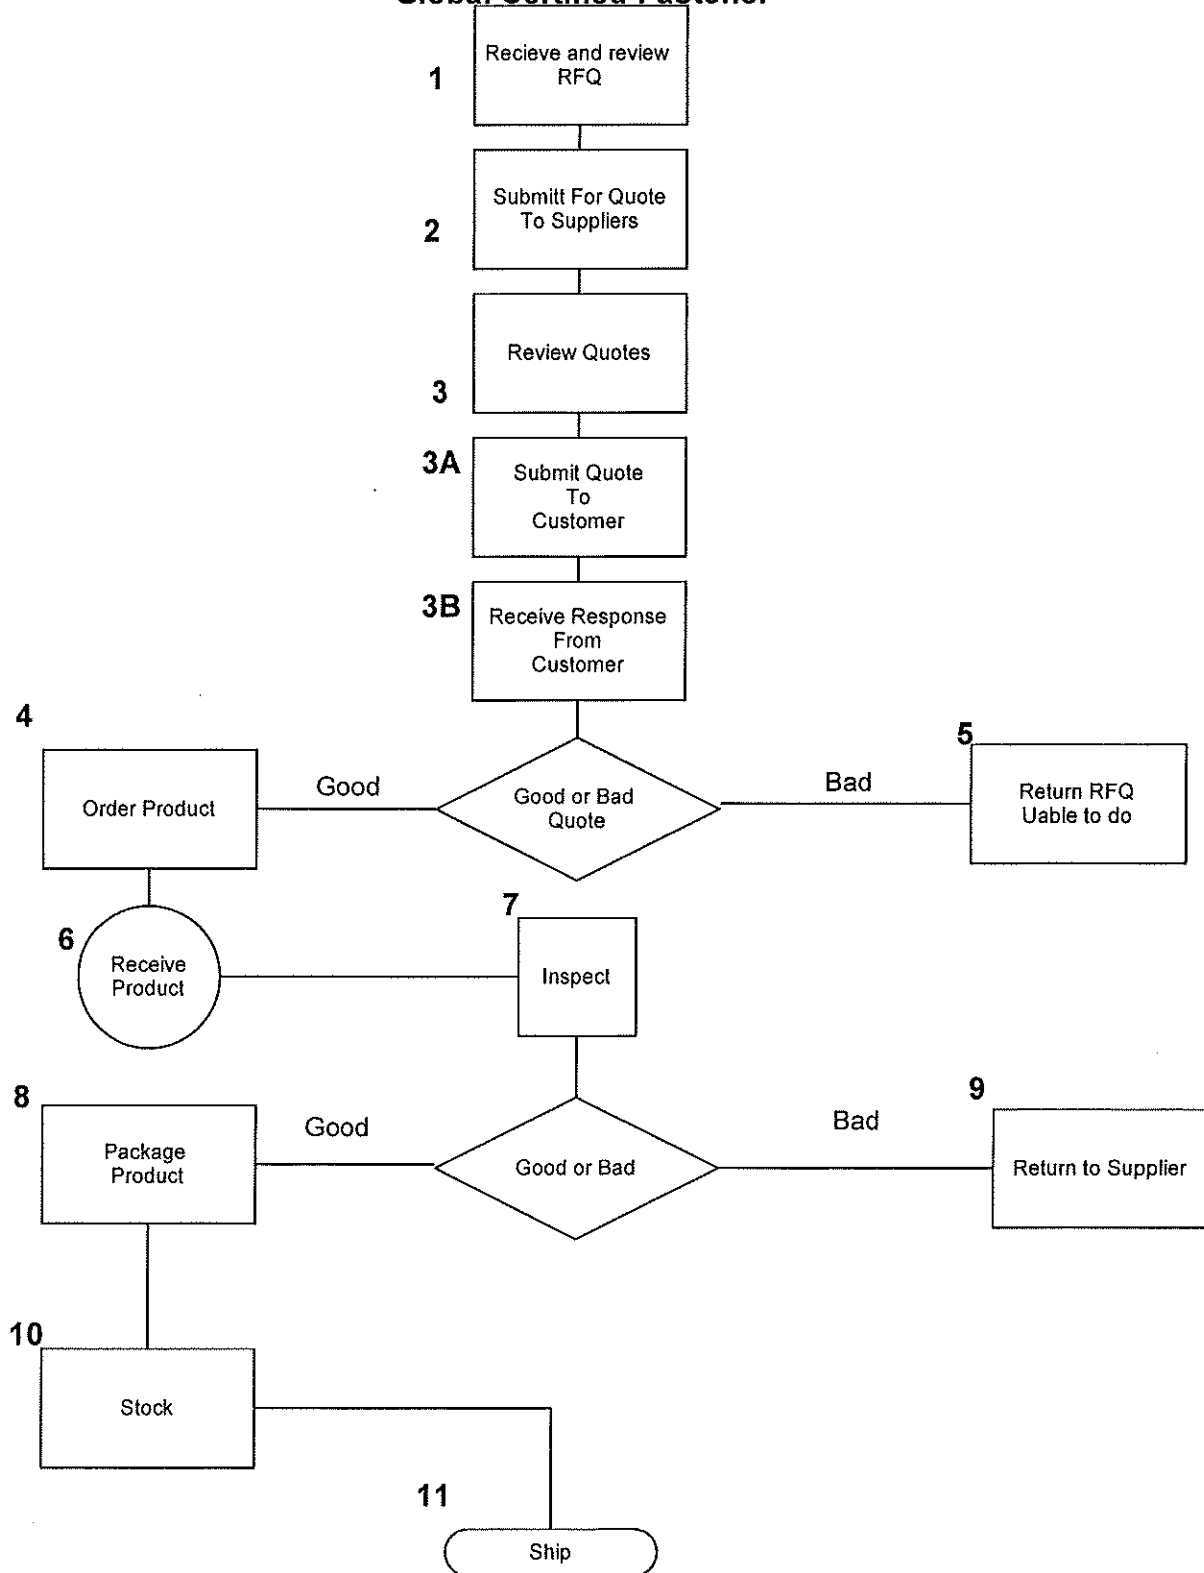 Global Certified Fastener
1
Recieve and review
RFQ
2
Submitt For Quote
To Suppliers
3
Review Quotes
3A
Submit Quote
To
Customer
3B
Receive Response
From
Customer
4
Order Product
Good
Good or Bad
Quote
Bad
5
Return RFQ
Uable to do
6
Receive
Product
7
Inspect
8
Package
Product
Good
Good or Bad
Bad
9
Return to Supplier
10
Stock
11
Ship